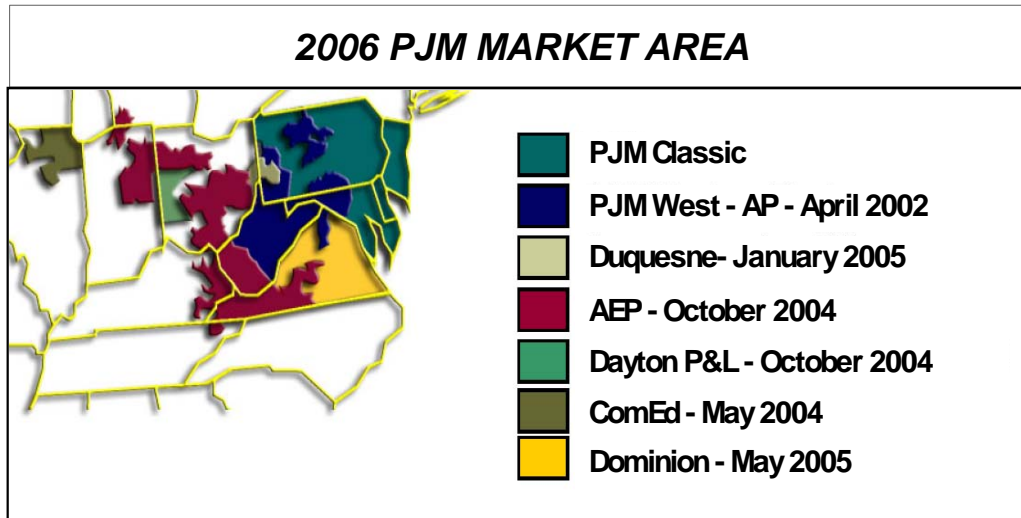 2006 PJM MARKET AREA
PJM Classic
PJM West - AP - April 2002
Duquesne- January 2005
AEP - October 2004
Dayton P&L - October 2004
ComEd - May 2004
Dominion - May 2005